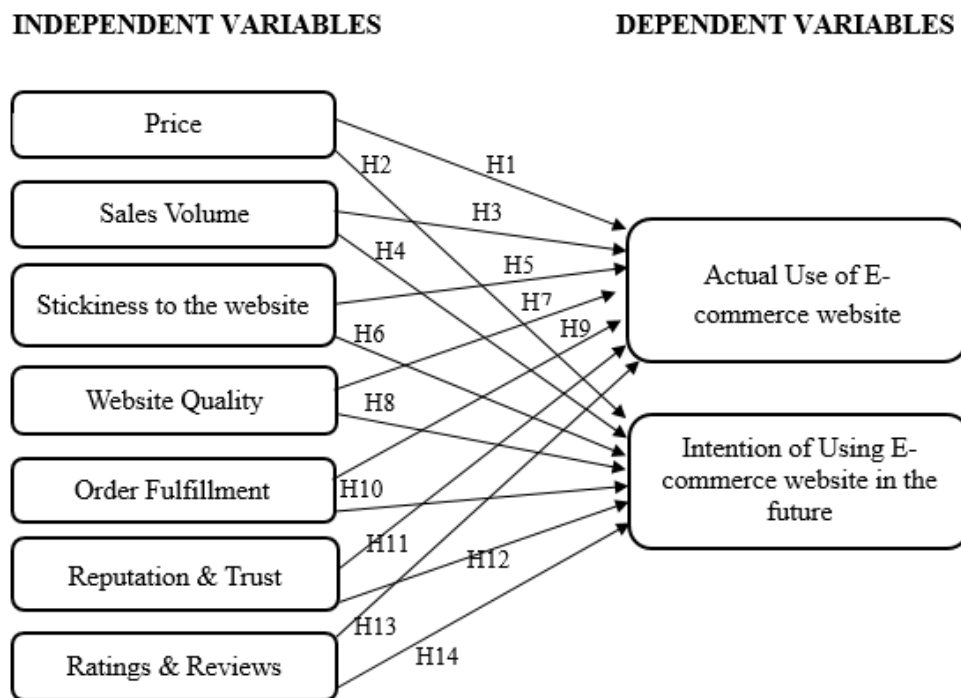 INDEPENDENT VARIABLES
DEPENDENT VARIABLES
Price
H2
H1
Sales Volume
H3
H4
Actual Use of E-
commerce website
Stickiness to the website
H5
H7
H6
H9
Website Quality
H8
Intention of Using E-
commerce website in the
future
Order Fulfillment
H10
Reputation & Trust
H11
H12
H13
Ratings & Reviews
H14